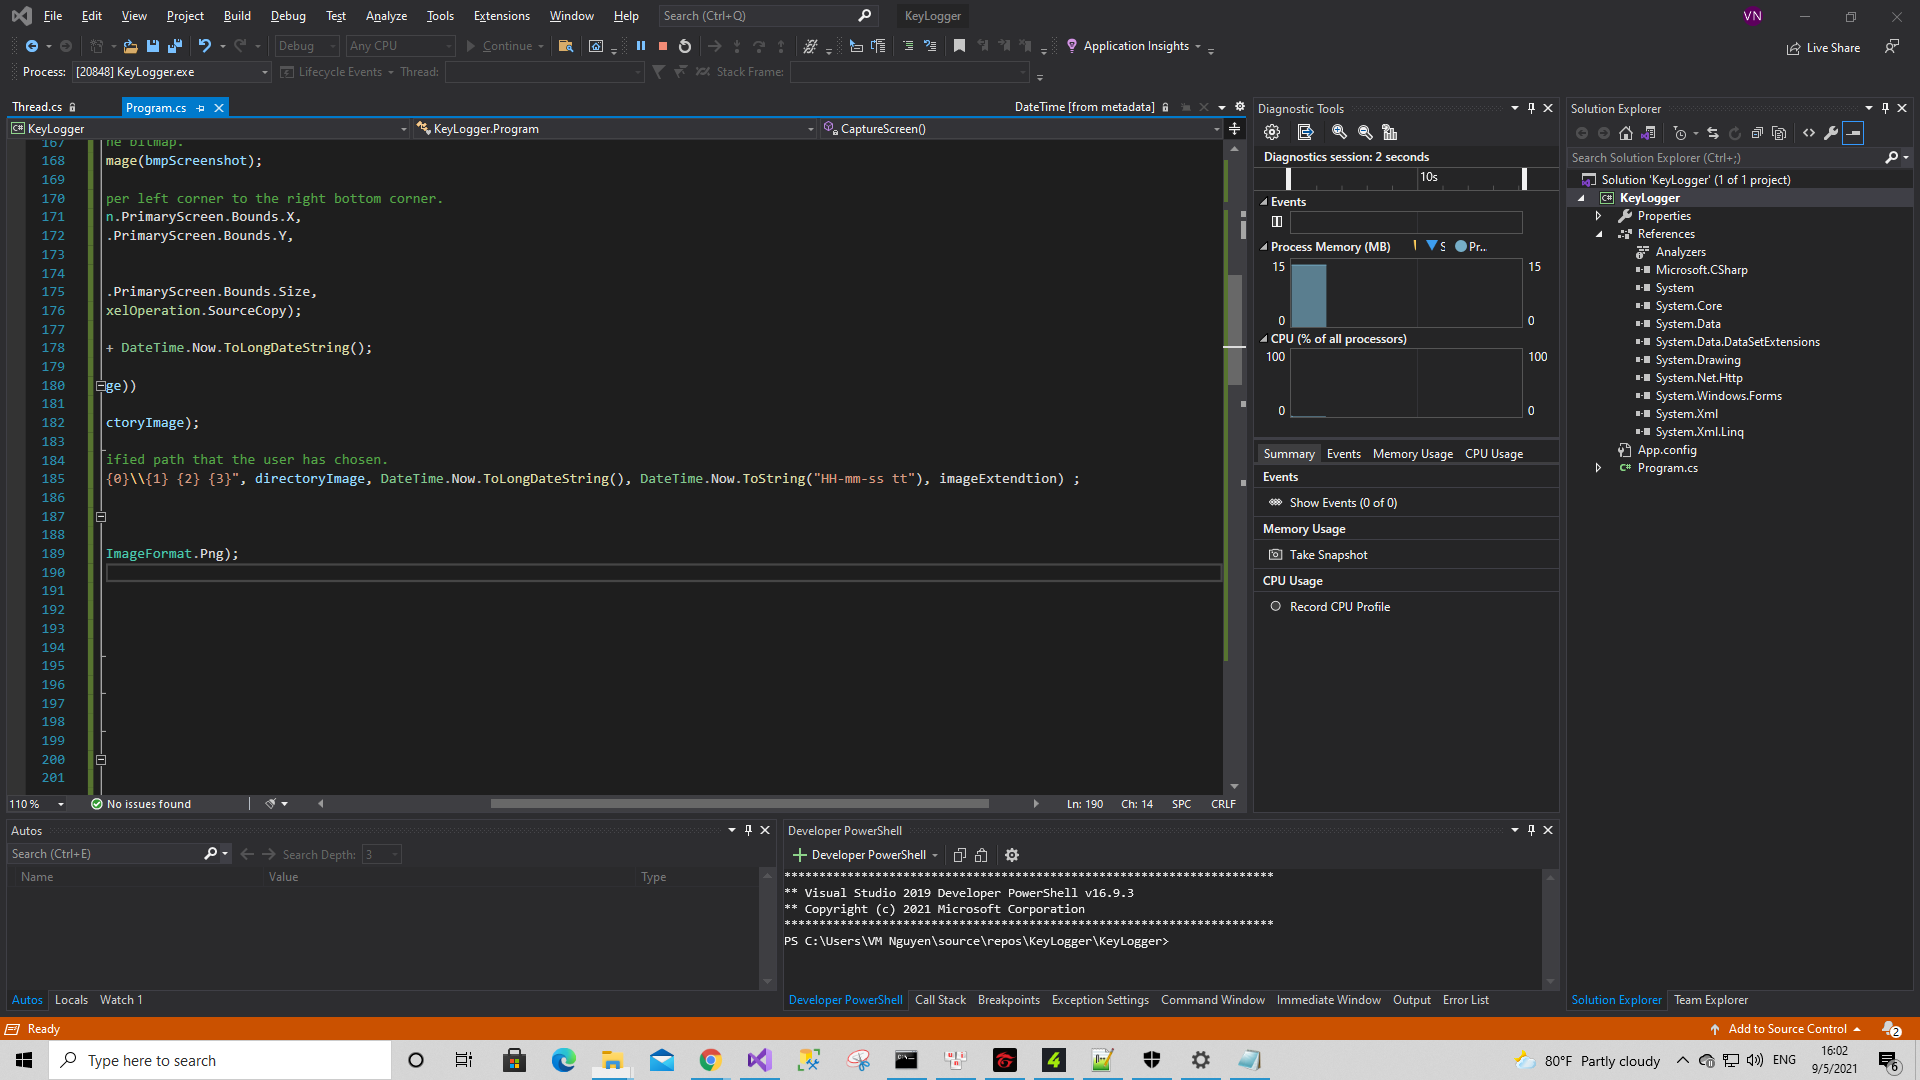 File Edit View Project Build Debug Test Analyze Tools Extensions Window Help Search (Ctrl+Q) KeyLogger VN
Debug Any CPU Continue Application Insights Live Share
Process: [20848] KeyLogger.exe Lifecycle Events Thread: Stack Frame:
Thread.cs Program.cs DateTime [from metadata]
KeyLogger KeyLogger.Program CaptureScreen()
167 he bitmap.
168 mage(bmpScreenshot);
169
170 per left corner to the right bottom corner.
171 n.PrimaryScreen.Bounds.X,
172 .PrimaryScreen.Bounds.Y,
173
174
175 .PrimaryScreen.Bounds.Size,
176 xelOperation.SourceCopy);
177
178 + DateTime.Now.ToLongDateString();
179
180 ge))
181
182 ctoryImage);
183
184 ified path that the user has chosen.
185 {0}\\{1} {2} {3}", directoryImage, DateTime.Now.ToLongDateString(), DateTime.Now.ToString("HH-mm-ss tt"), imageExtendtion) ;
186
187
188
189 ImageFormat.Png);
190
191
192
193
194
195
196
197
198
199
200
201
110 % No issues found Ln: 190 Ch: 14 SPC CRLF
Diagnostic Tools
Diagnostics session: 2 seconds
10s
Events
Process Memory (MB) S Pr...
15 15
0 0
CPU (% of all processors)
100 100
0 0
Summary Events Memory Usage CPU Usage
Events
Show Events (0 of 0)
Memory Usage
Take Snapshot
CPU Usage
Record CPU Profile
Solution Explorer
Search Solution Explorer (Ctrl+;)
Solution 'KeyLogger' (1 of 1 project)
C# KeyLogger
Properties
References
Analyzers
Microsoft.CSharp
System
System.Core
System.Data
System.Data.DataSetExtensions
System.Drawing
System.Net.Http
System.Windows.Forms
System.Xml
System.Xml.Linq
App.config
C# Program.cs
Autos
Search (Ctrl+E) Search Depth: 3
Name Value Type
Autos Locals Watch 1
Developer PowerShell
Developer PowerShell
**********************************************************************
** Visual Studio 2019 Developer PowerShell v16.9.3
** Copyright (c) 2021 Microsoft Corporation
**********************************************************************
PS C:\Users\VM Nguyen\source\repos\KeyLogger\KeyLogger>
Developer PowerShell Call Stack Breakpoints Exception Settings Command Window Immediate Window Output Error List
Solution Explorer Team Explorer
Ready Add to Source Control 2
Type here to search 80°F Partly cloudy ENG 16:02
9/5/2021 6